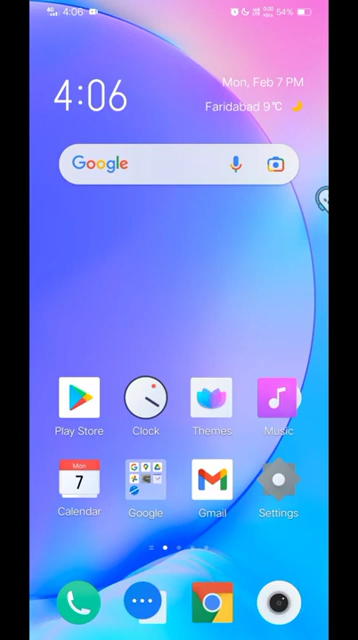 4G 4:06 54%
4:06
Mon, Feb 7 PM
Faridabad 9℃
Google
Play Store
Clock
Themes
Music
Mon
7
Calendar
Google
Gmail
Settings